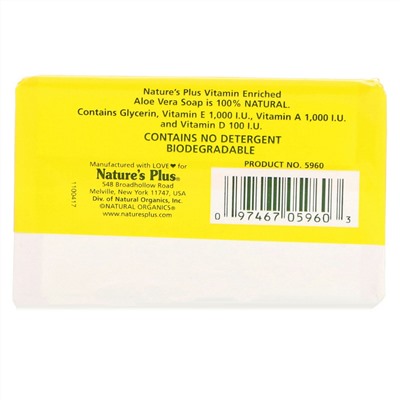 Nature's Plus Vitamin Enriched
Aloe Vera Soap is 100% NATURAL.
Contains Glycerin, Vitamin E 1,000 I.U., Vitamin A 1,000 I.U.
and Vitamin D 100 I.U.
CONTAINS NO DETERGENT
BIODEGRADABLE
Manufactured with LOVE♥for
Nature's Plus®
548 Broadhollow Road
Melville, New York 11747, USA
Div. of Natural Organics, Inc.
©NATURAL ORGANICS®
www.naturesplus.com
1100417
PRODUCT NO. 5960
0 97467 05960 3